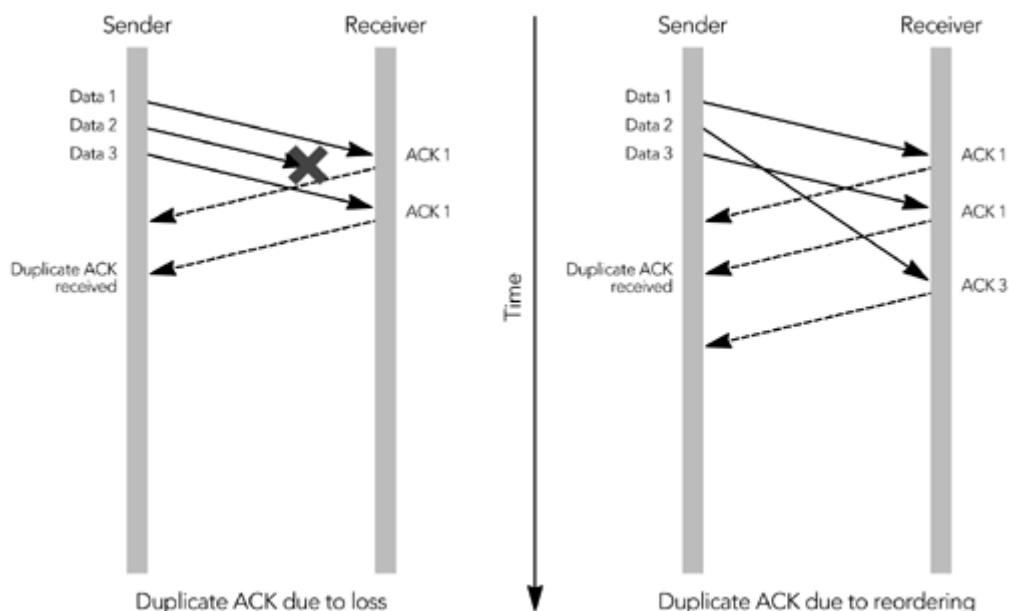 Sender
Receiver
Data 1
Data 2
Data 3
ACK 1
ACK 1
Duplicate ACK
received
Duplicate ACK due to loss
Time
Sender
Receiver
Data 1
Data 2
Data 3
ACK 1
ACK 1
Duplicate ACK
received
ACK 3
Duplicate ACK due to reordering